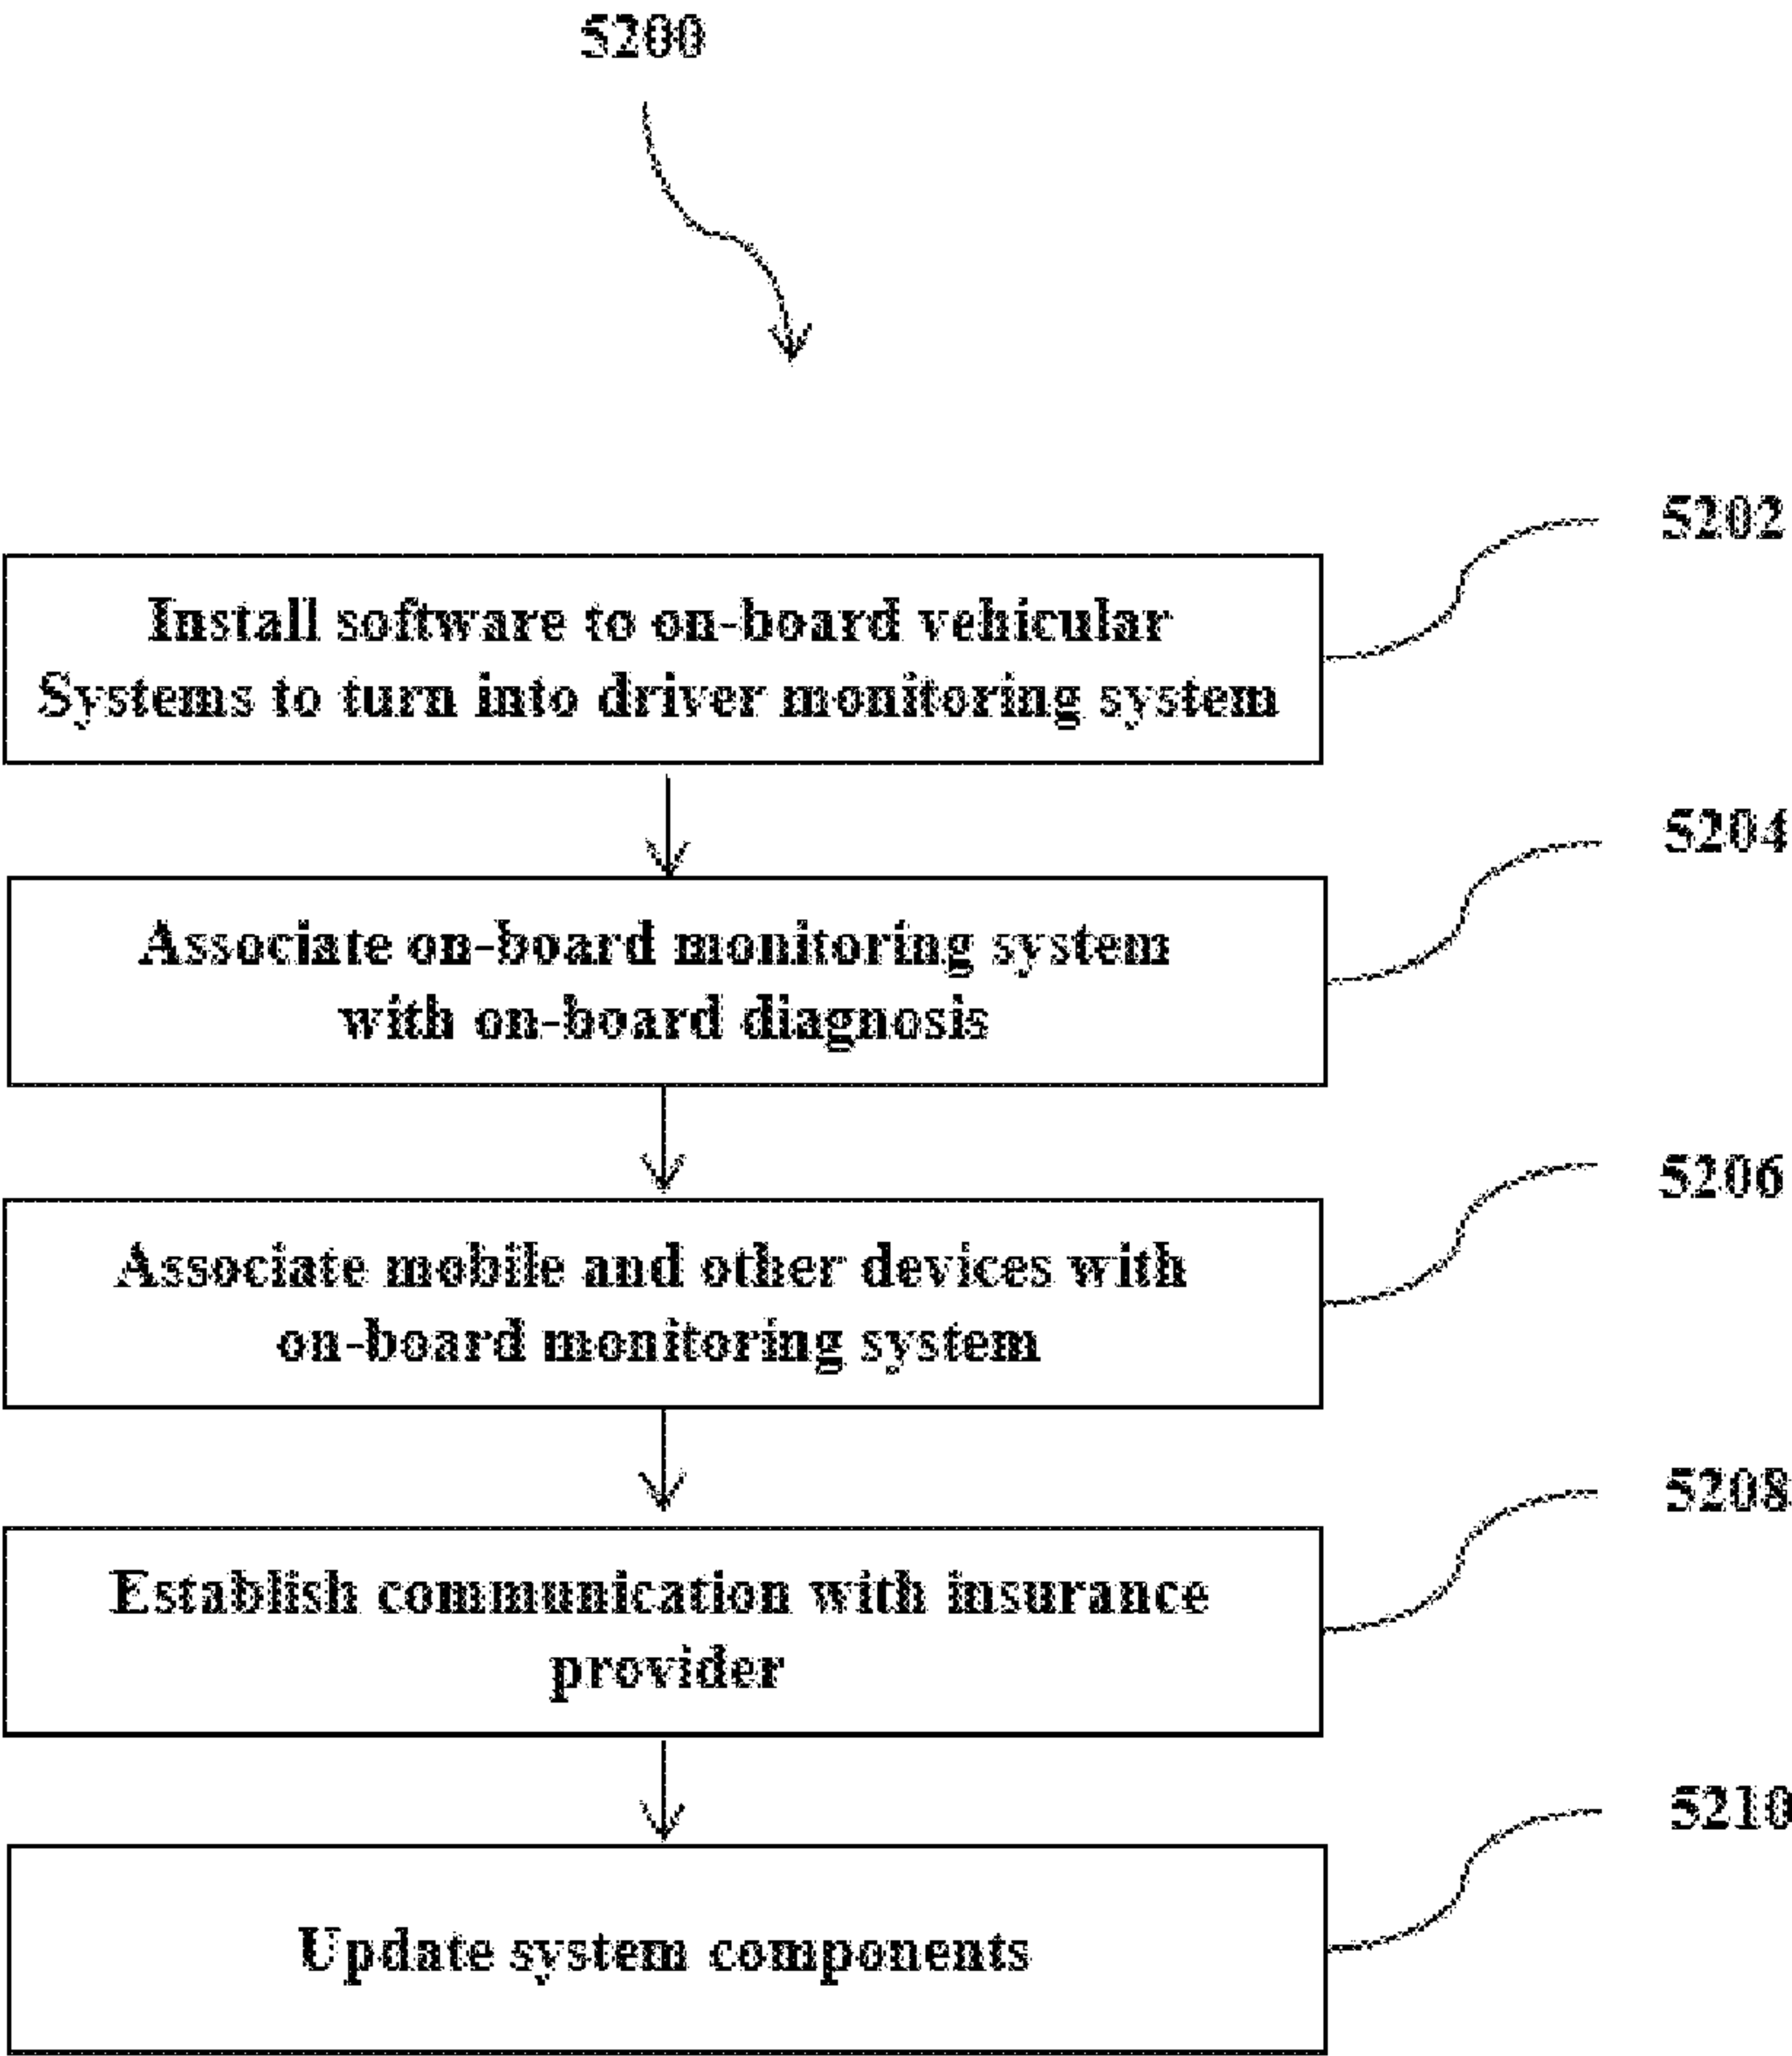 5200
5202
Install software to on-board vehicular
Systems to turn into driver monitoring system
5204
Associate on-board monitoring system
with on-board diagnosis
5206
Associate mobile and other devices with
on-board monitoring system
5208
Establish communication with insurance
provider
5210
Update system components